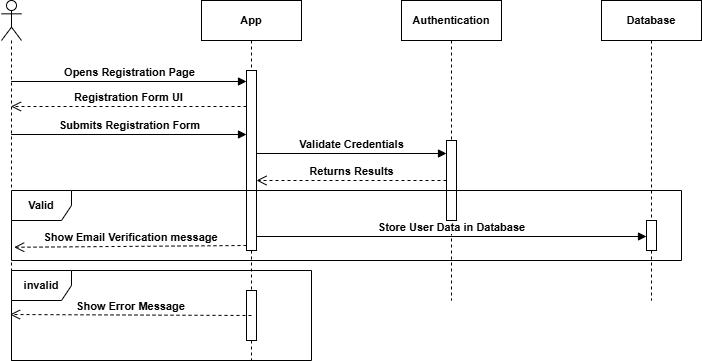 App
Authentication
Database
Opens Registration Page
Registration Form UI
Submits Registration Form
Validate Credentials
Returns Results
Valid
Store User Data in Database
Show Email Verification message
invalid
Show Error Message